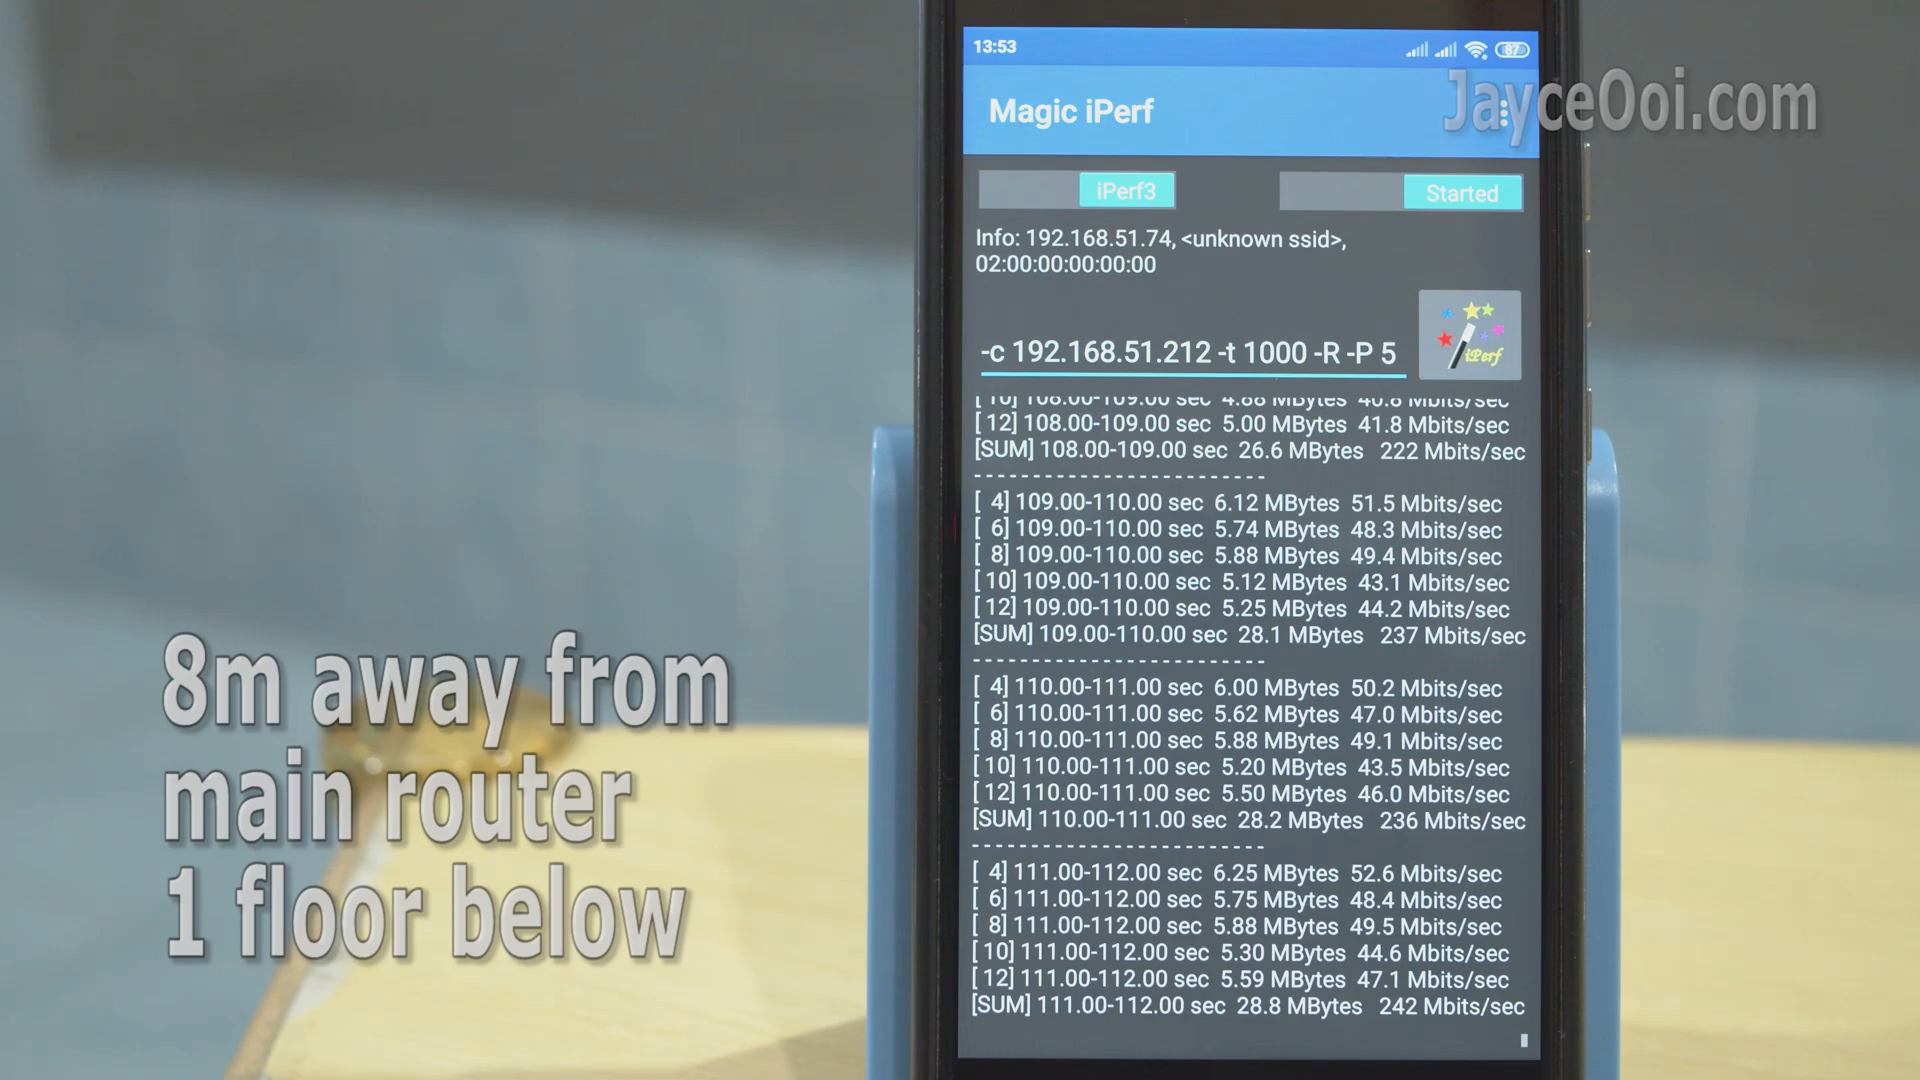 13:53
87
JayceOoi.com
Magic iPerf
iPerf3
Started
Info: 192.168.51.74, <unknown ssid>,
02:00:00:00:00:00
-c 192.168.51.212 -t 1000 -R -P 5
iPerf
[ 10] 108.00-109.00 sec 4.88 MBytes 40.8 Mbits/sec
[ 12] 108.00-109.00 sec 5.00 MBytes 41.8 Mbits/sec
[SUM] 108.00-109.00 sec 26.6 MBytes 222 Mbits/sec
- - - - - - - - - - - - - - - - - - - - - - - - -
[ 4] 109.00-110.00 sec 6.12 MBytes 51.5 Mbits/sec
[ 6] 109.00-110.00 sec 5.74 MBytes 48.3 Mbits/sec
[ 8] 109.00-110.00 sec 5.88 MBytes 49.4 Mbits/sec
[ 10] 109.00-110.00 sec 5.12 MBytes 43.1 Mbits/sec
[ 12] 109.00-110.00 sec 5.25 MBytes 44.2 Mbits/sec
[SUM] 109.00-110.00 sec 28.1 MBytes 237 Mbits/sec
- - - - - - - - - - - - - - - - - - - - - - - - -
[ 4] 110.00-111.00 sec 6.00 MBytes 50.2 Mbits/sec
[ 6] 110.00-111.00 sec 5.62 MBytes 47.0 Mbits/sec
[ 8] 110.00-111.00 sec 5.88 MBytes 49.1 Mbits/sec
[ 10] 110.00-111.00 sec 5.20 MBytes 43.5 Mbits/sec
[ 12] 110.00-111.00 sec 5.50 MBytes 46.0 Mbits/sec
[SUM] 110.00-111.00 sec 28.2 MBytes 236 Mbits/sec
- - - - - - - - - - - - - - - - - - - - - - - - -
[ 4] 111.00-112.00 sec 6.25 MBytes 52.6 Mbits/sec
[ 6] 111.00-112.00 sec 5.75 MBytes 48.4 Mbits/sec
[ 8] 111.00-112.00 sec 5.88 MBytes 49.5 Mbits/sec
[ 10] 111.00-112.00 sec 5.30 MBytes 44.6 Mbits/sec
[ 12] 111.00-112.00 sec 5.59 MBytes 47.1 Mbits/sec
[SUM] 111.00-112.00 sec 28.8 MBytes 242 Mbits/sec
8m away from
main router
1 floor below